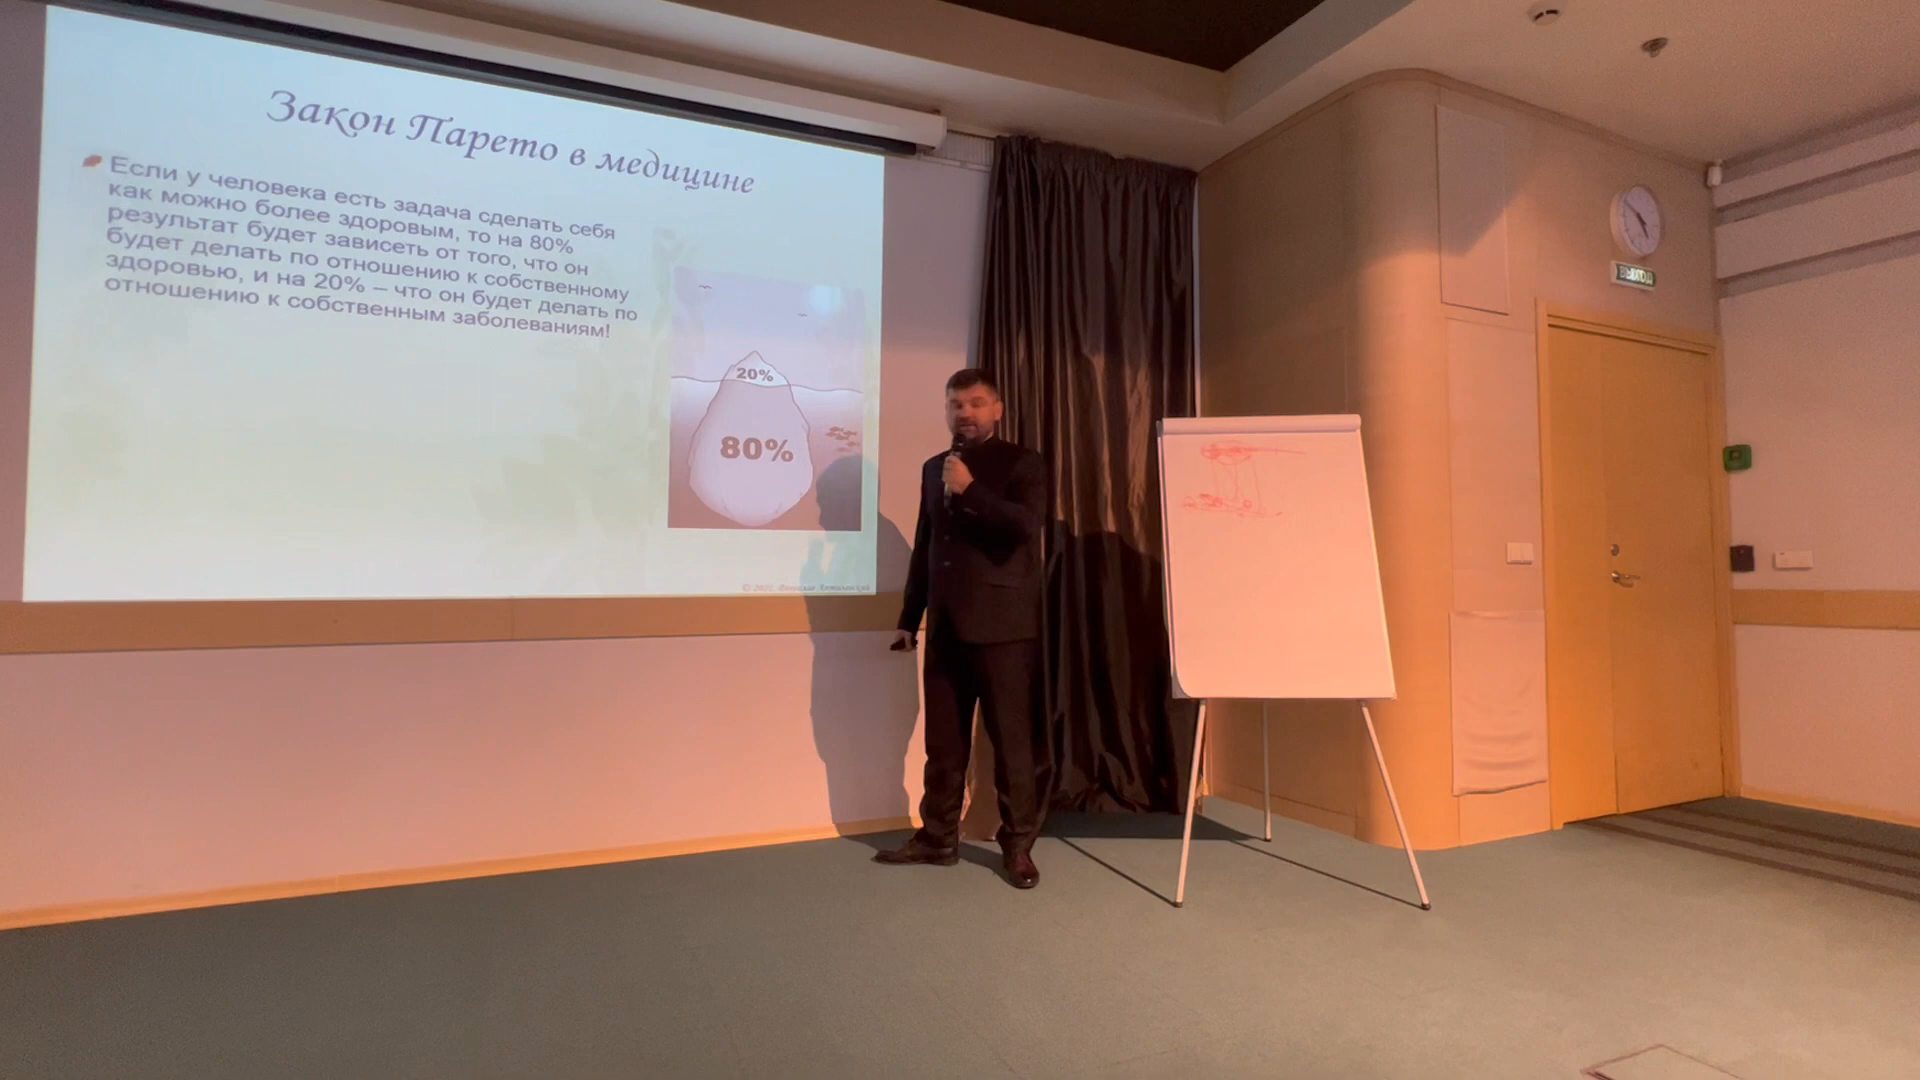 Закон Парето в медицине
Если у человека есть задача сделать себя
как можно более здоровым, то на 80%
результат будет зависеть от того, что он
будет делать по отношению к собственному
здоровью, и на 20% – что он будет делать по
отношению к собственным заболеваниям!
20%
80%
ВЫХОД